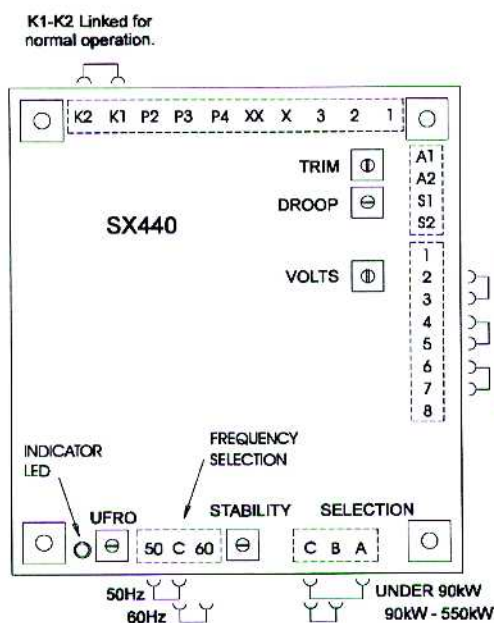 K1-K2 Linked for
normal operation.
K2 K1 P2 P3 P4 XX X 3 2 1
TRIM
A1
A2
DROOP
S1
S2
SX440
1
VOLTS
2
3
4
5
6
7
8
INDICATOR
LED
FREQUENCY
SELECTION
UFRO
STABILITY
SELECTION
50 C 60
C B A
50Hz
UNDER 90kW
60Hz
90kW - 550kW